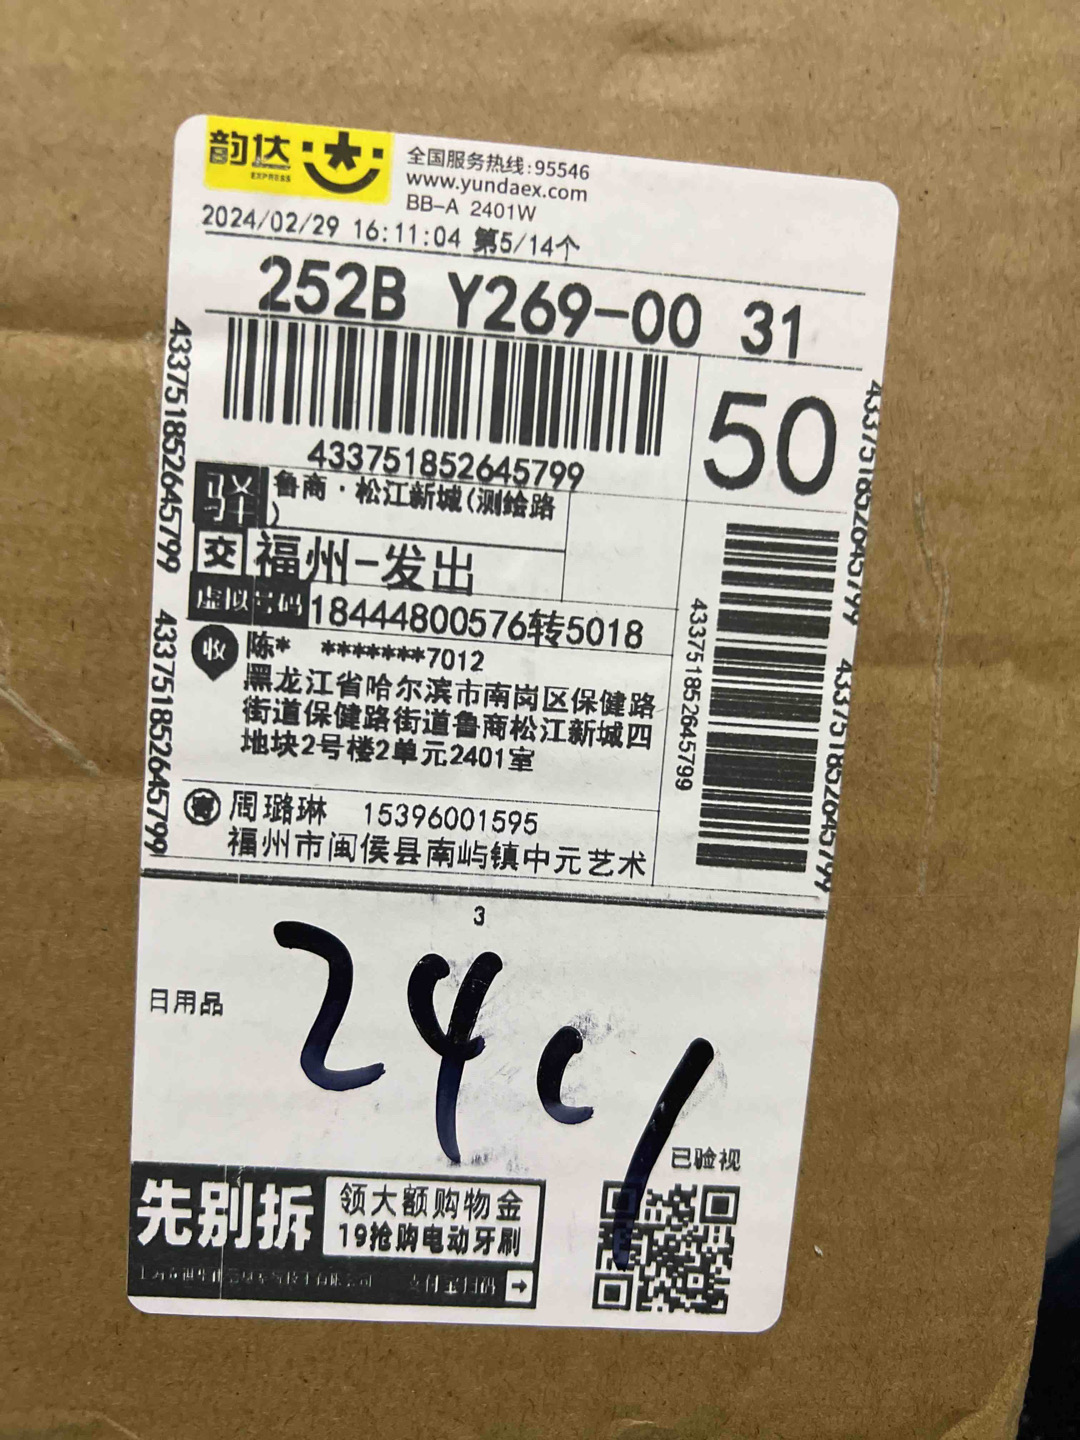 韵达
EXPRESS
全国服务热线:95546
www.yundaex.com
BB-A 2401W
2024/02/29 16:11:04 第5/14个
252B Y269-00 31
433751852645799
50
驿
鲁商·松江新城(测绘路
)
交 福州-发出
虚拟号码 18444800576转5018
收 陈* *******7012
黑龙江省哈尔滨市南岗区保健路
街道保健路街道鲁商松江新城四
地块2号楼2单元2401室
寄 周璐琳 15396001595
福州市闽侯县南屿镇中元艺术
433751852645799
433751852645799
433751852645799
433751852645799
433751852645799
3
日用品
2401
已验视
先别拆
领大额购物金
19抢购电动牙刷
支付宝扫码